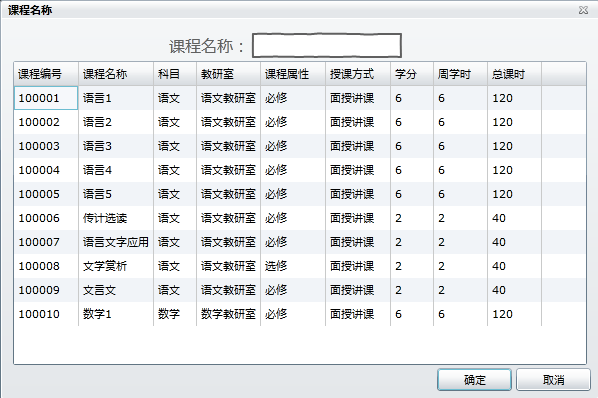 课程名称
课程名称：
课程编号 课程名称 科目 教研室 课程属性 授课方式 学分 周学时 总课时
100001 语言1 语文 语文教研室 必修 面授讲课 6 6 120
100002 语言2 语文 语文教研室 必修 面授讲课 6 6 120
100003 语言3 语文 语文教研室 必修 面授讲课 6 6 120
100004 语言4 语文 语文教研室 必修 面授讲课 6 6 120
100005 语言5 语文 语文教研室 必修 面授讲课 6 6 120
100006 传计选读 语文 语文教研室 必修 面授讲课 2 2 40
100007 语言文字应用 语文 语文教研室 必修 面授讲课 2 2 40
100008 文学赏析 语文 语文教研室 选修 面授讲课 2 2 40
100009 文言文 语文 语文教研室 必修 面授讲课 2 2 40
100010 数学1 数学 数学教研室 必修 面授讲课 6 6 120
确定 取消